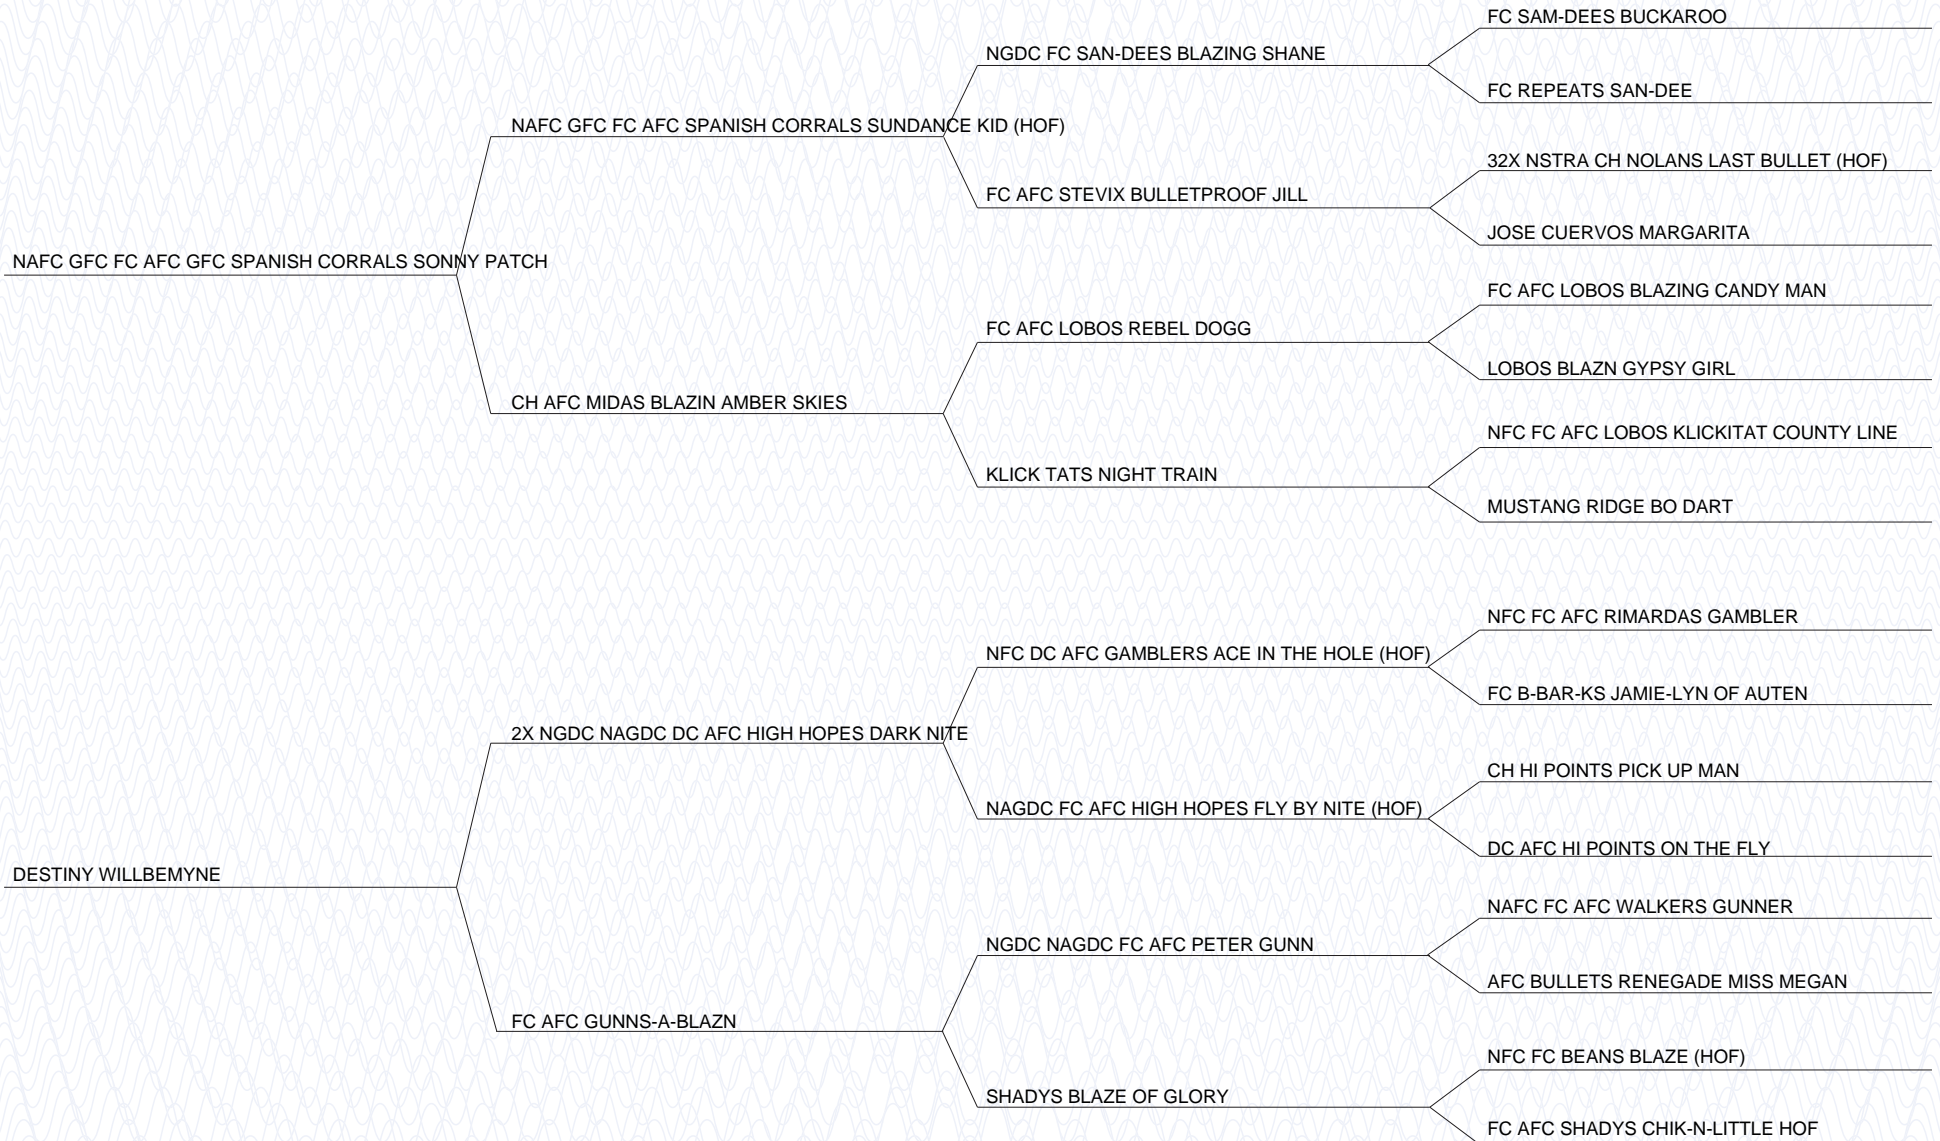 FC SAM-DEES BUCKAROO
NGDC FC SAN-DEES BLAZING SHANE
FC REPEATS SAN-DEE
NAFC GFC FC AFC SPANISH CORRALS SUNDANCE KID (HOF)
32X NSTRA CH NOLANS LAST BULLET (HOF)
FC AFC STEVIX BULLETPROOF JILL
JOSE CUERVOS MARGARITA
NAFC GFC FC AFC GFC SPANISH CORRALS SONNY PATCH
FC AFC LOBOS BLAZING CANDY MAN
FC AFC LOBOS REBEL DOGG
LOBOS BLAZN GYPSY GIRL
CH AFC MIDAS BLAZIN AMBER SKIES
NFC FC AFC LOBOS KLICKITAT COUNTY LINE
KLICK TATS NIGHT TRAIN
MUSTANG RIDGE BO DART
NFC FC AFC RIMARDAS GAMBLER
NFC DC AFC GAMBLERS ACE IN THE HOLE (HOF)
FC B-BAR-KS JAMIE-LYN OF AUTEN
2X NGDC NAGDC DC AFC HIGH HOPES DARK NITE
CH HI POINTS PICK UP MAN
NAGDC FC AFC HIGH HOPES FLY BY NITE (HOF)
DC AFC HI POINTS ON THE FLY
DESTINY WILLBEMYNE
NAFC FC AFC WALKERS GUNNER
NGDC NAGDC FC AFC PETER GUNN
AFC BULLETS RENEGADE MISS MEGAN
FC AFC GUNNS-A-BLAZN
NFC FC BEANS BLAZE (HOF)
SHADYS BLAZE OF GLORY
FC AFC SHADYS CHIK-N-LITTLE HOF